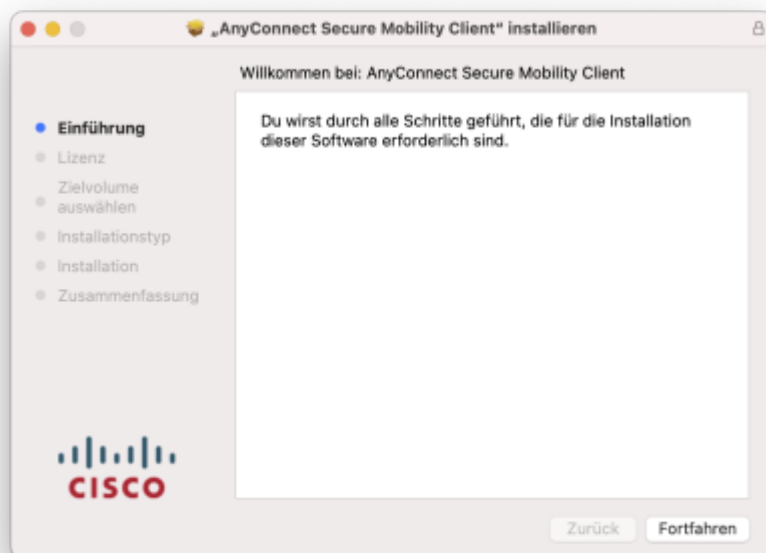 „AnyConnect Secure Mobility Client“ installieren
Willkommen bei: AnyConnect Secure Mobility Client
Einführung
Lizenz
Zielvolume
auswählen
Installationstyp
Installation
Zusammenfassung
Du wirst durch alle Schritte geführt, die für die Installation
dieser Software erforderlich sind.
CISCO
Zurück
Fortfahren